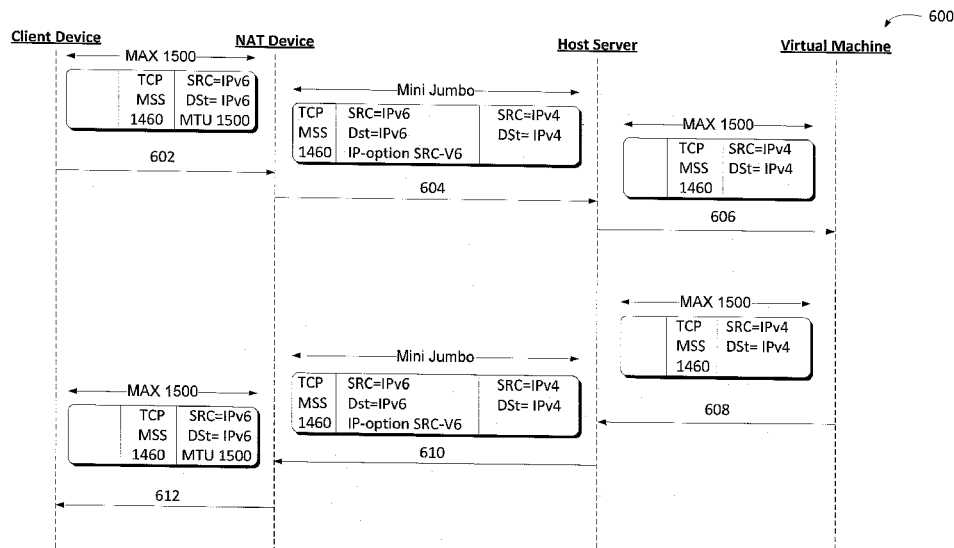 600
Client Device
NAT Device
Host Server
Virtual Machine
MAX 1500
TCP SRC=IPv6
MSS DSt= IPv6
1460 MTU 1500
602
Mini Jumbo
TCP SRC=IPv6 SRC=IPv4
MSS Dst=IPv6 DSt= IPv4
1460 IP-option SRC-V6
604
MAX 1500
TCP SRC=IPv4
MSS DSt= IPv4
1460
606
MAX 1500
TCP SRC=IPv4
MSS DSt= IPv4
1460
608
Mini Jumbo
TCP SRC=IPv6 SRC=IPv4
MSS Dst=IPv6 DSt= IPv4
1460 IP-option SRC-V6
610
MAX 1500
TCP SRC=IPv6
MSS DSt= IPv6
1460 MTU 1500
612